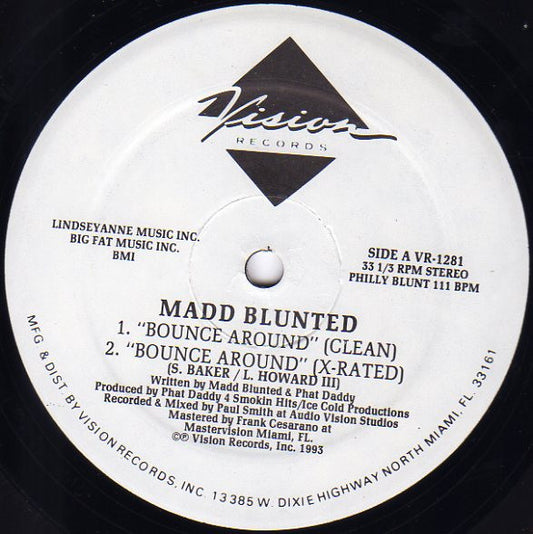 Vision
RECORDS
LINDSEYANNE MUSIC INC.
BIG FAT MUSIC INC.
BMI
SIDE A VR-1281
33 1/3 RPM STEREO
PHILLY BLUNT 111 BPM
MADD BLUNTED
1. "BOUNCE AROUND" (CLEAN)
2. "BOUNCE AROUND" (X-RATED)
(S. BAKER / L. HOWARD III)
Written by Madd Blunted & Phat Daddy
Produced by Phat Daddy 4 Smokin Hits/Ice Cold Productions
Recorded & Mixed by Paul Smith at Audio Vision Studios
Mastered by Frank Cesarano at
Mastervision Miami, FL.
©℗ Vision Records, Inc. 1993
MFG & DIST. BY VISION RECORDS, INC. 13385 W. DIXIE HIGHWAY NORTH MIAMI, FL. 33161